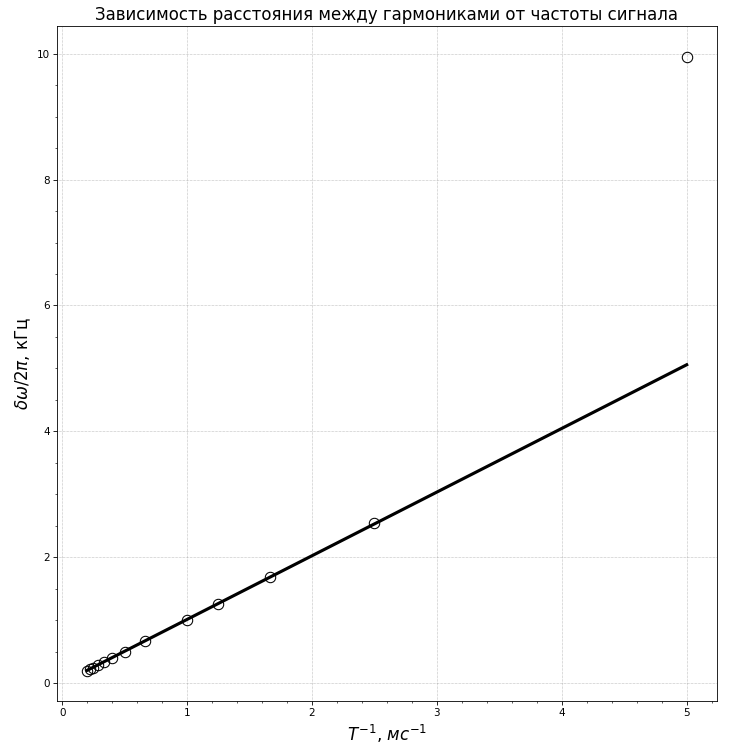 Зависимость расстояния между гармониками от частоты сигнала
10
8
6
4
2
0
δω/2π, кГц
0 1 2 3 4 5
T⁻¹, мс⁻¹